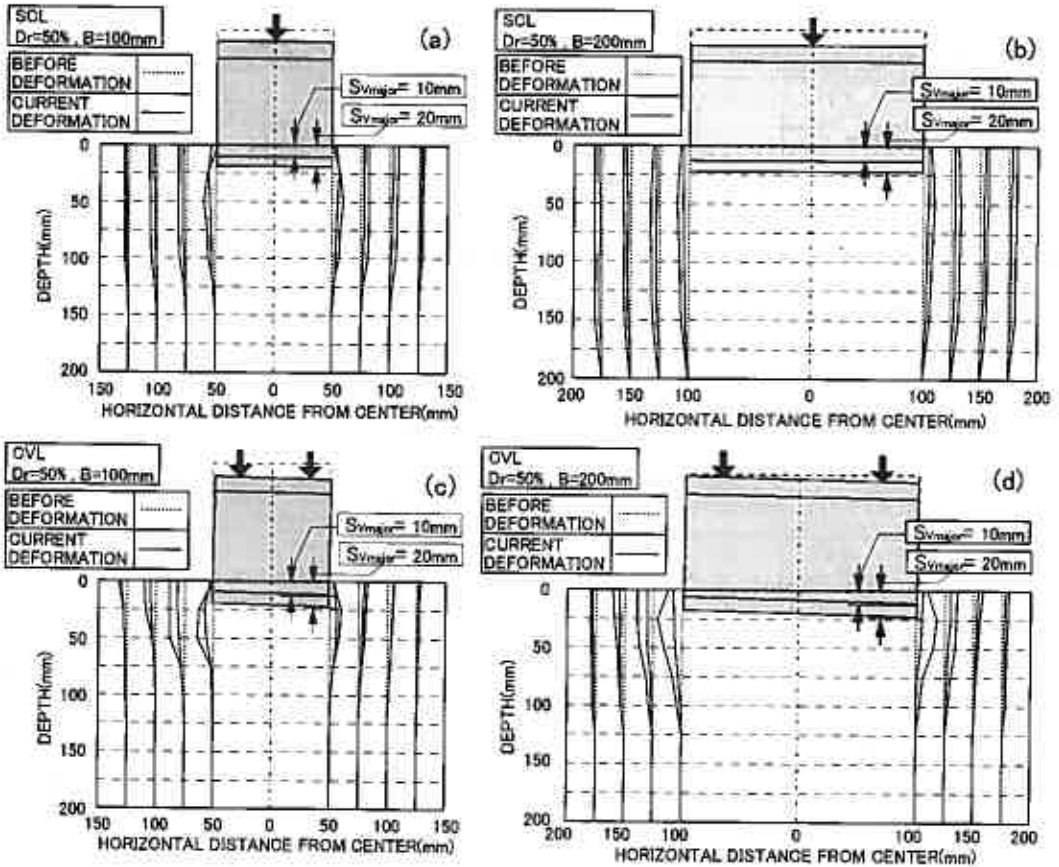 SCL
Dr=50% , B=100mm
BEFORE
DEFORMATION
CURRENT
DEFORMATION
(a)
SVmajor= 10mm
SVmajor= 20mm
0
50
100
150
200
DEPTH(mm)
150 100 50 0 50 100 150
HORIZONTAL DISTANCE FROM CENTER(mm)
SCL
Dr=50% , B=200mm
BEFORE
DEFORMATION
CURRENT
DEFORMATION
(b)
SVmajor= 10mm
SVmajor= 20mm
0
50
100
150
200
DEPTH(mm)
200 150 100 0 100 150 200
HORIZONTAL DISTANCE FROM CENTER(mm)
OVL
Dr=50% , B=100mm
BEFORE
DEFORMATION
CURRENT
DEFORMATION
(c)
SVmajor= 10mm
SVmajor= 20mm
0
50
100
150
200
DEPTH(mm)
150 100 50 0 50 100 150
HORIZONTAL DISTANCE FROM CENTER(mm)
OVL
Dr=50% , B=200mm
BEFORE
DEFORMATION
CURRENT
DEFORMATION
(d)
SVmajor= 10mm
SVmajor= 20mm
0
50
100
150
200
DEPTH(mm)
200 150 100 0 100 150 200
HORIZONTAL DISTANCE FROM CENTER(mm)